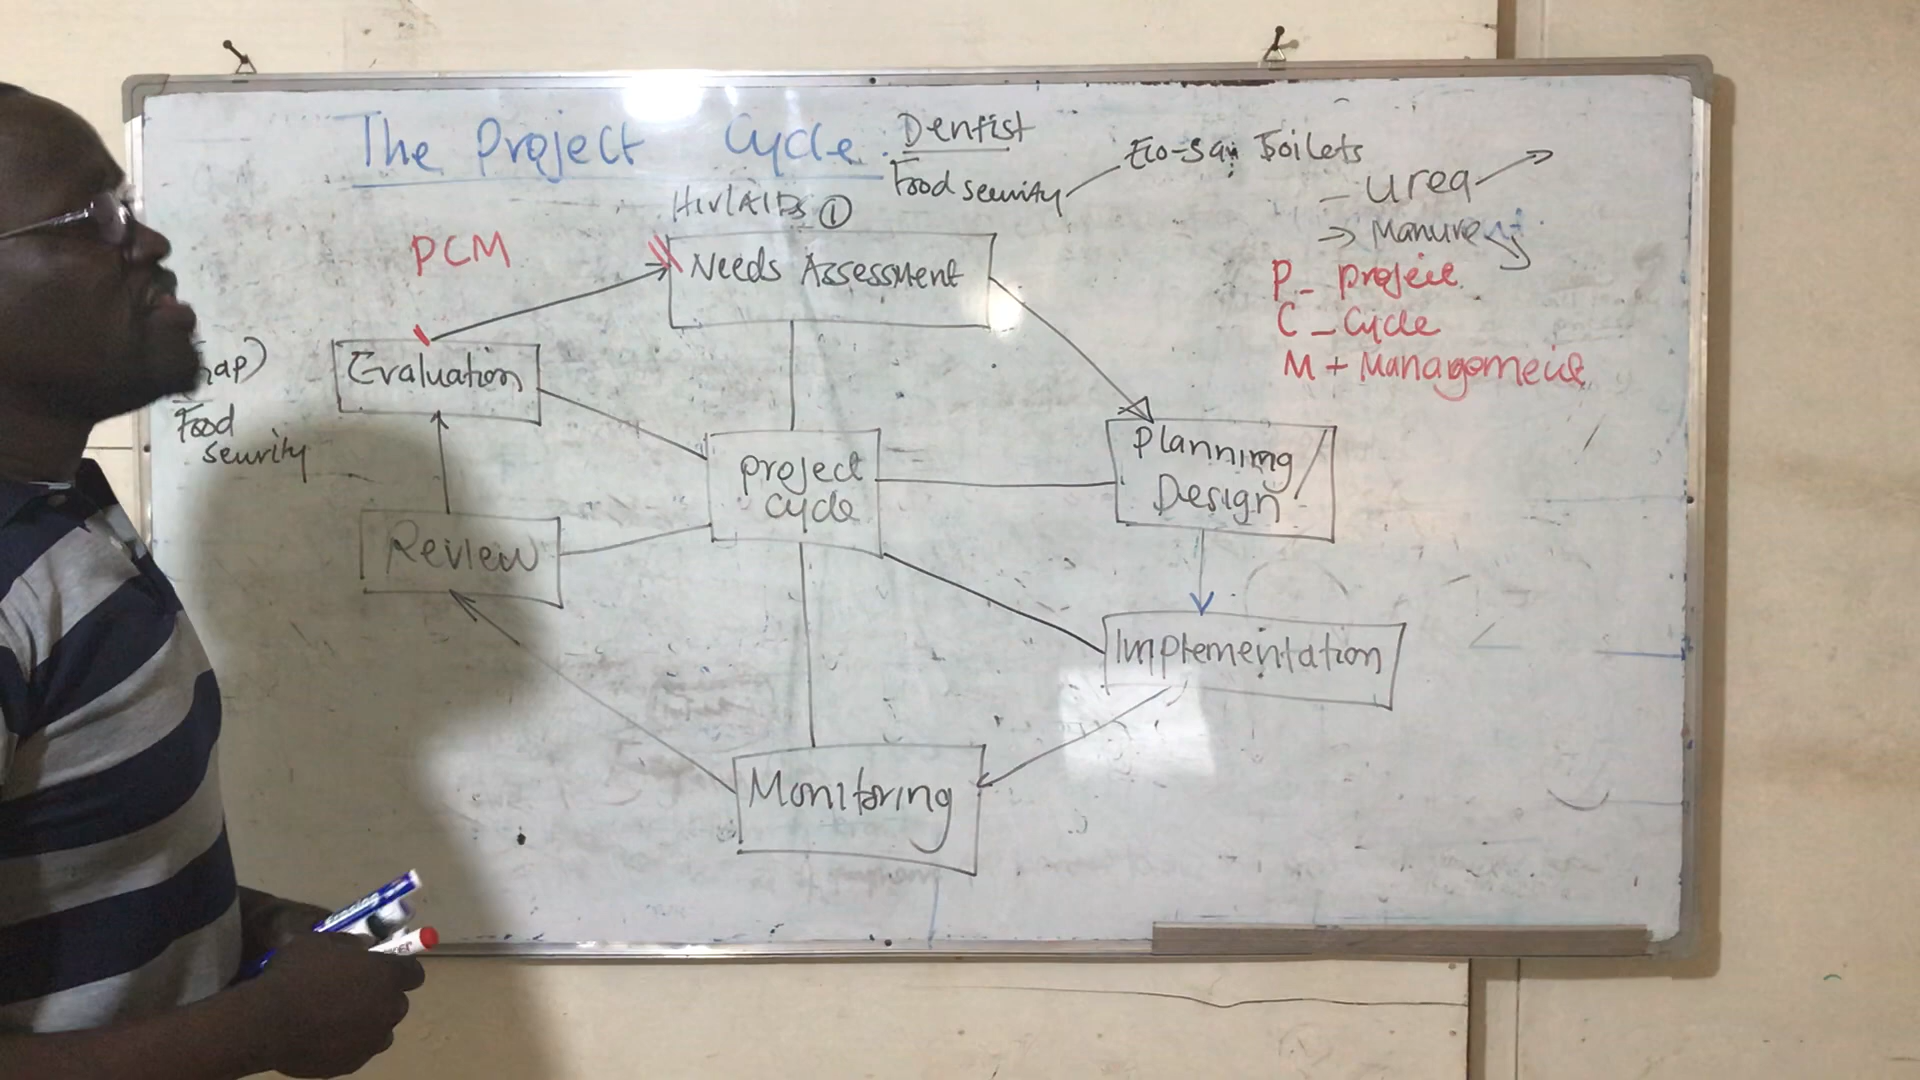 The Project Cycle.
Dentist
Food security
Eco-San Toilets
- urea
Manure
HIV/AIDs ①
PCM
P - project
C - Cycle
M + Management
Needs Assessment
Evaluation
Food
security
project
cycle
Planning/
Design
Review
Implementation
Monitoring